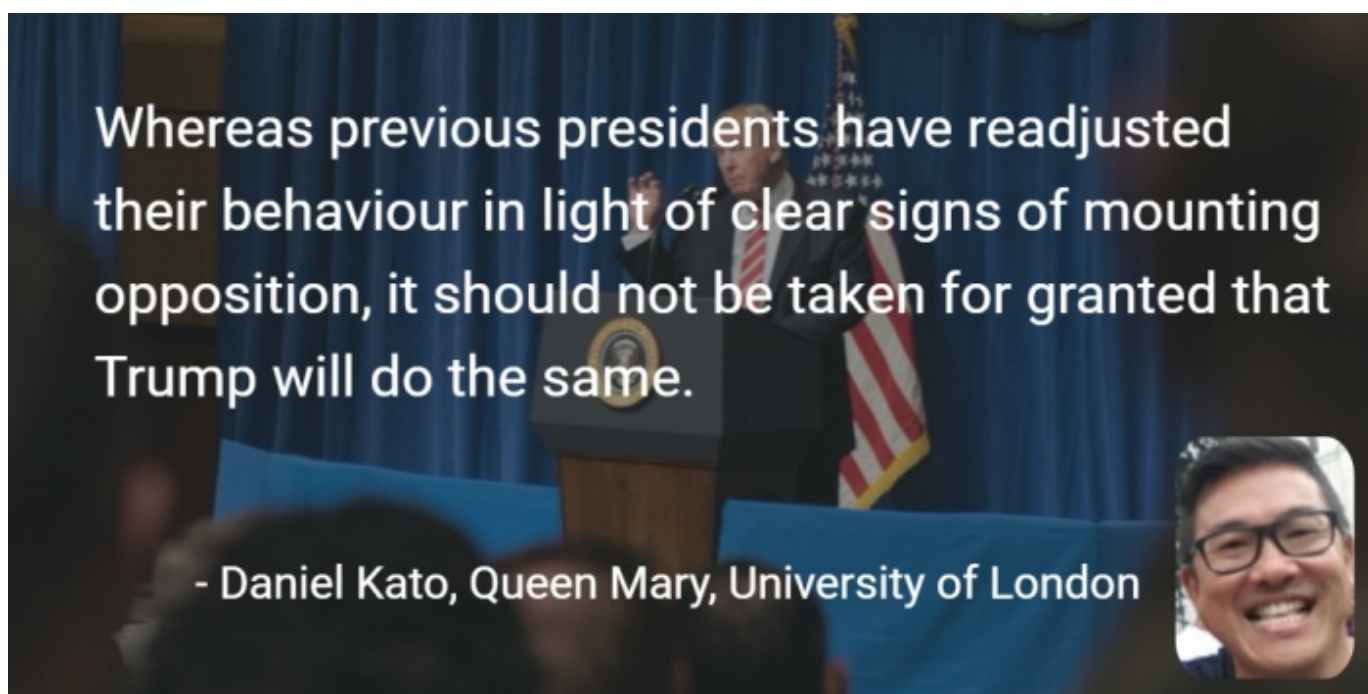 Whereas previous presidents have readjusted
their behaviour in light of clear signs of mounting
opposition, it should not be taken for granted that
Trump will do the same.
- Daniel Kato, Queen Mary, University of London